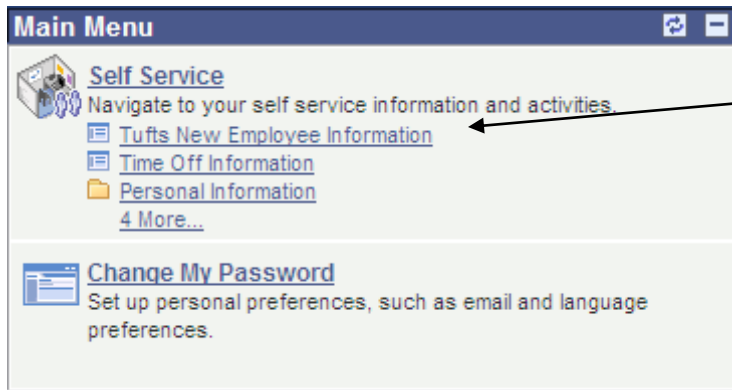 Main Menu
Self Service
Navigate to your self service information and activities.
Tufts New Employee Information
Time Off Information
Personal Information
4 More...
Change My Password
Set up personal preferences, such as email and language
preferences.